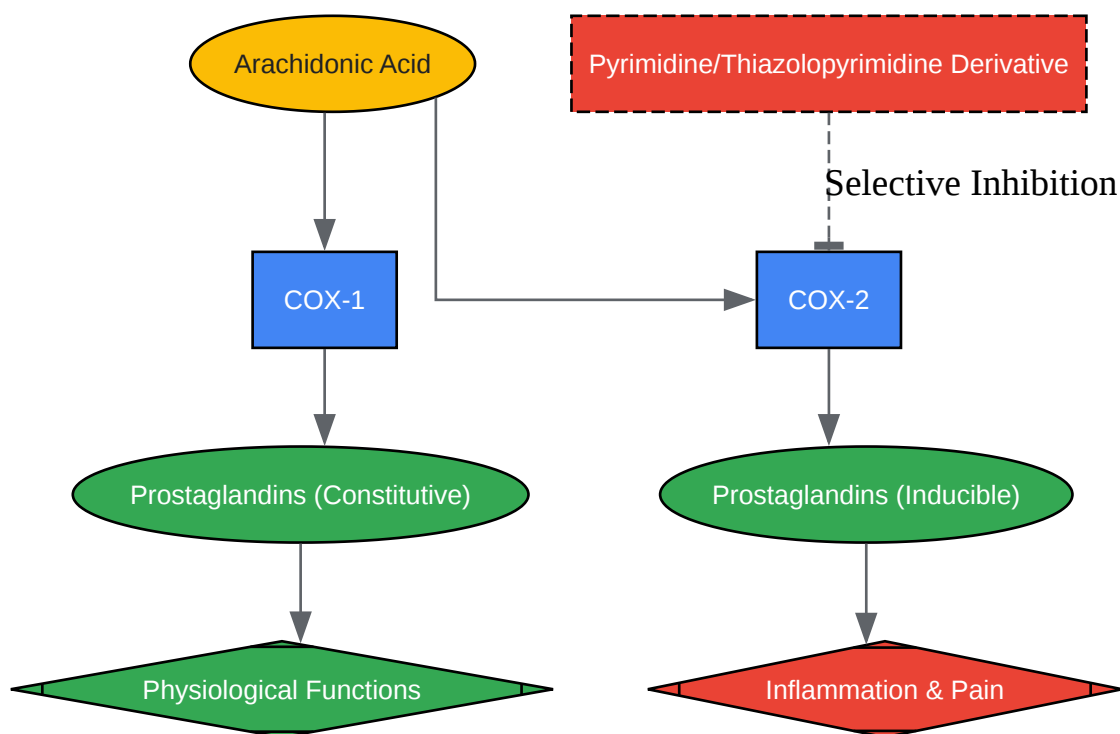 Arachidonic Acid
Pyrimidine/Thiazolopyrimidine Derivative
Selective Inhibition
COX-1
COX-2
Prostaglandins (Constitutive)
Prostaglandins (Inducible)
Physiological Functions
Inflammation & Pain